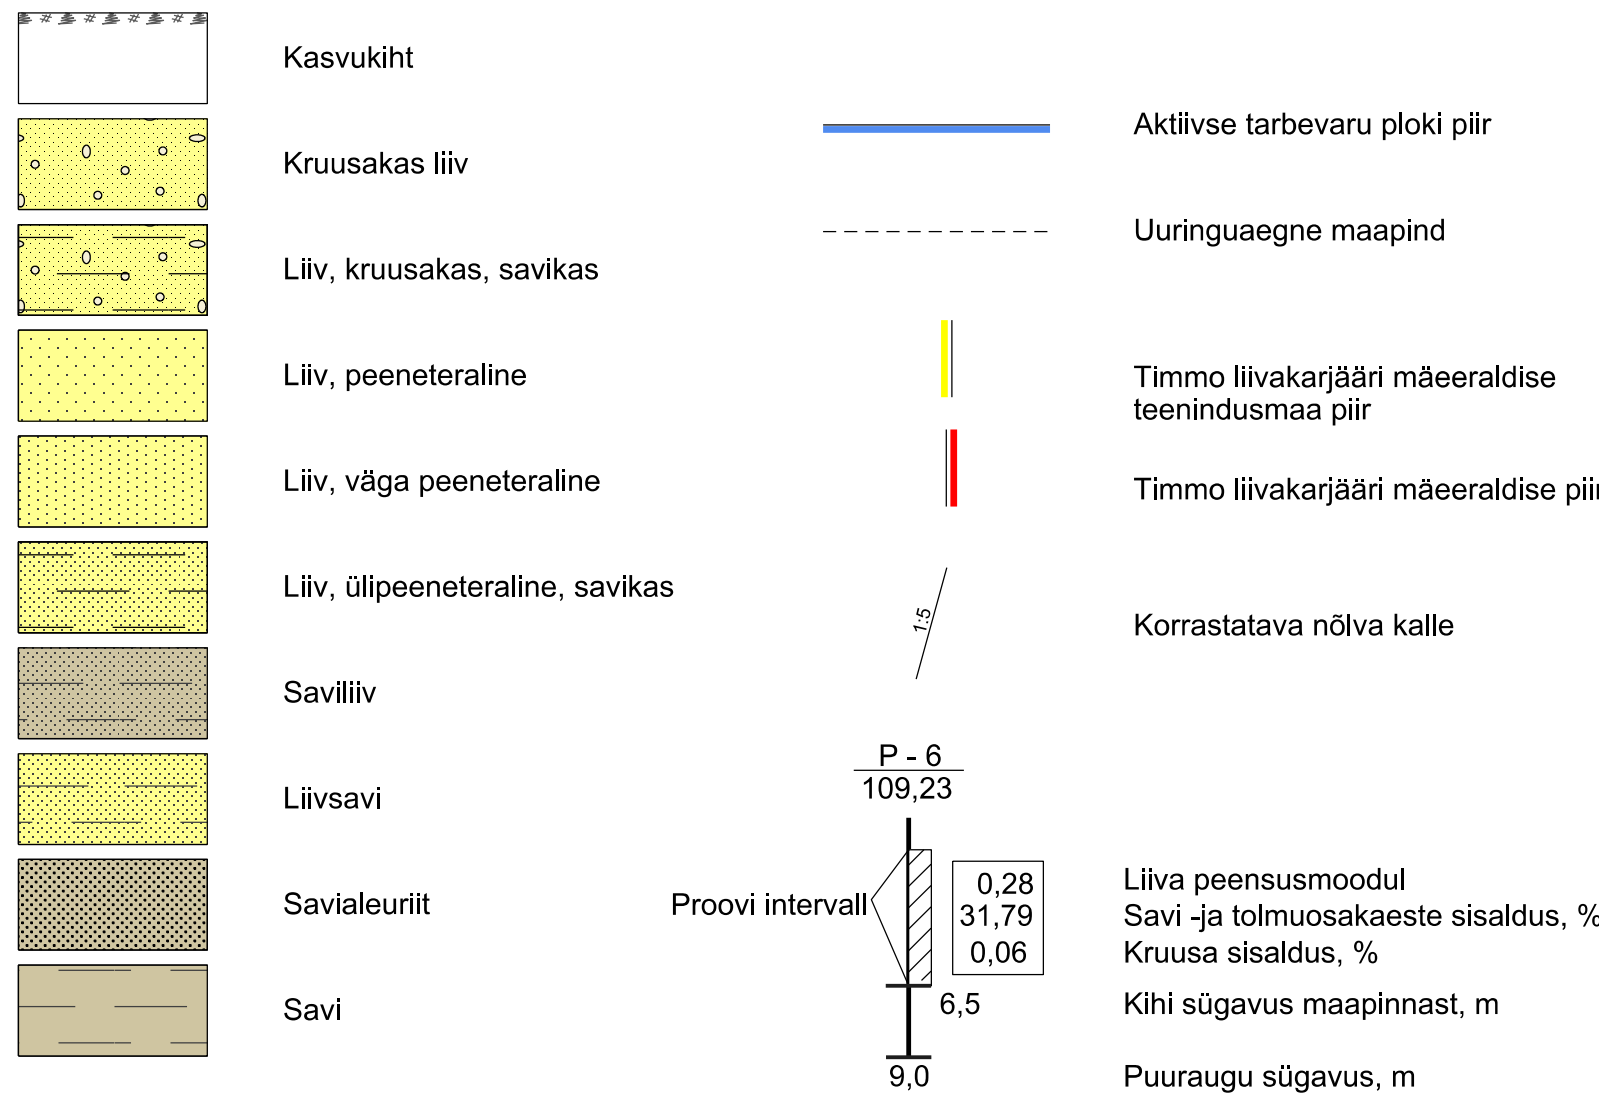 Kasvukiht
Kruusakas liiv
Liiv, kruusakas, savikas
Liiv, peeneteraline
Liiv, väga peeneteraline
Liiv, ülipeeneteraline, savikas
Saviliiv
Liivsavi
Savialeuriit
Savi
Aktiivse tarbevaru ploki piir
Uuringuaegne maapind
Timmo liivakarjääri mäeeraldise
teenindusmaa piir
Timmo liivakarjääri mäeeraldise piir
1:5
Korrastatava nõlva kalle
P - 6
109,23
Proovi intervall
0,28
Liiva peensusmoodul
31,79
Savi -ja tolmuosakaeste sisaldus, %
0,06
Kruusa sisaldus, %
6,5
Kihi sügavus maapinnast, m
9,0
Puuraugu sügavus, m